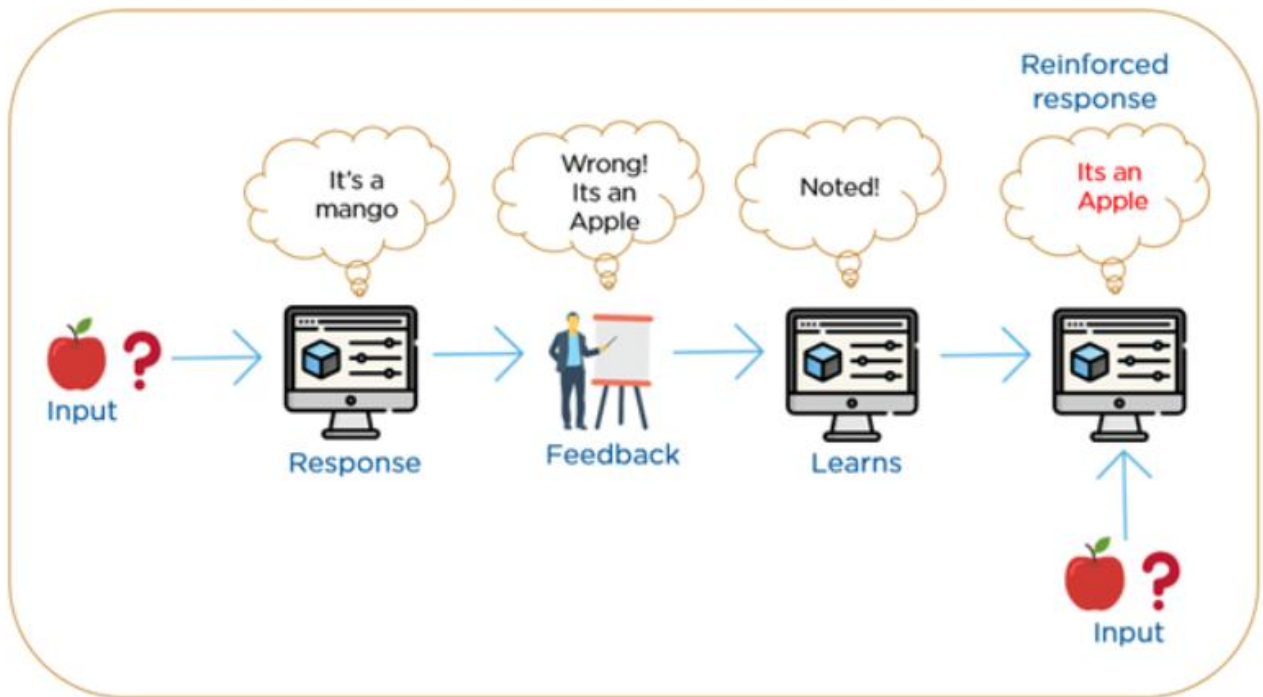 Reinforced
response
It's a
mango
Wrong!
Its an
Apple
Noted!
Its an
Apple
Input
Response
Feedback
Learns
Input